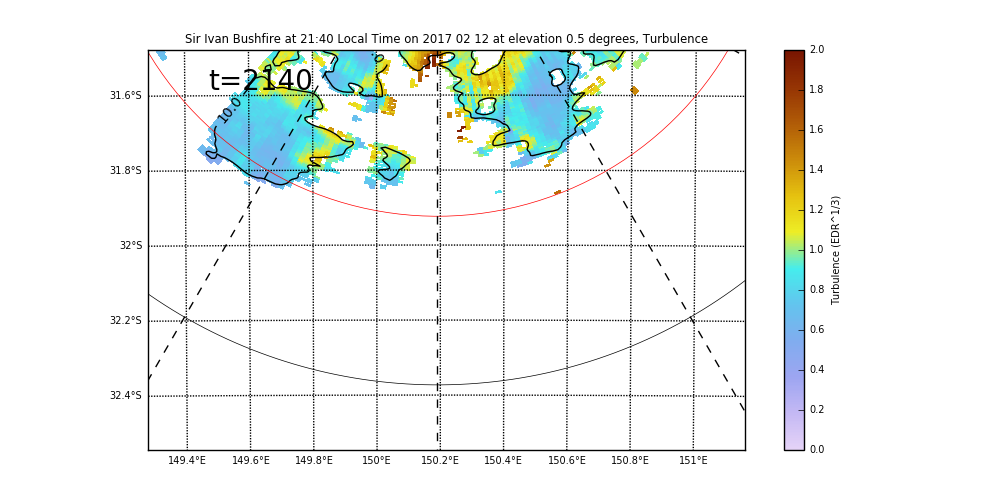 Sir Ivan Bushfire at 21:40 Local Time on 2017 02 12 at elevation 0.5 degrees, Turbulence
t=2140
10.0
31.6°S
31.8°S
32°S
32.2°S
32.4°S
149.4°E 149.6°E 149.8°E 150°E 150.2°E 150.4°E 150.6°E 150.8°E 151°E
2.0
1.8
1.6
1.4
1.2
1.0
0.8
0.6
0.4
0.2
0.0
Turbulence (EDR^1/3)